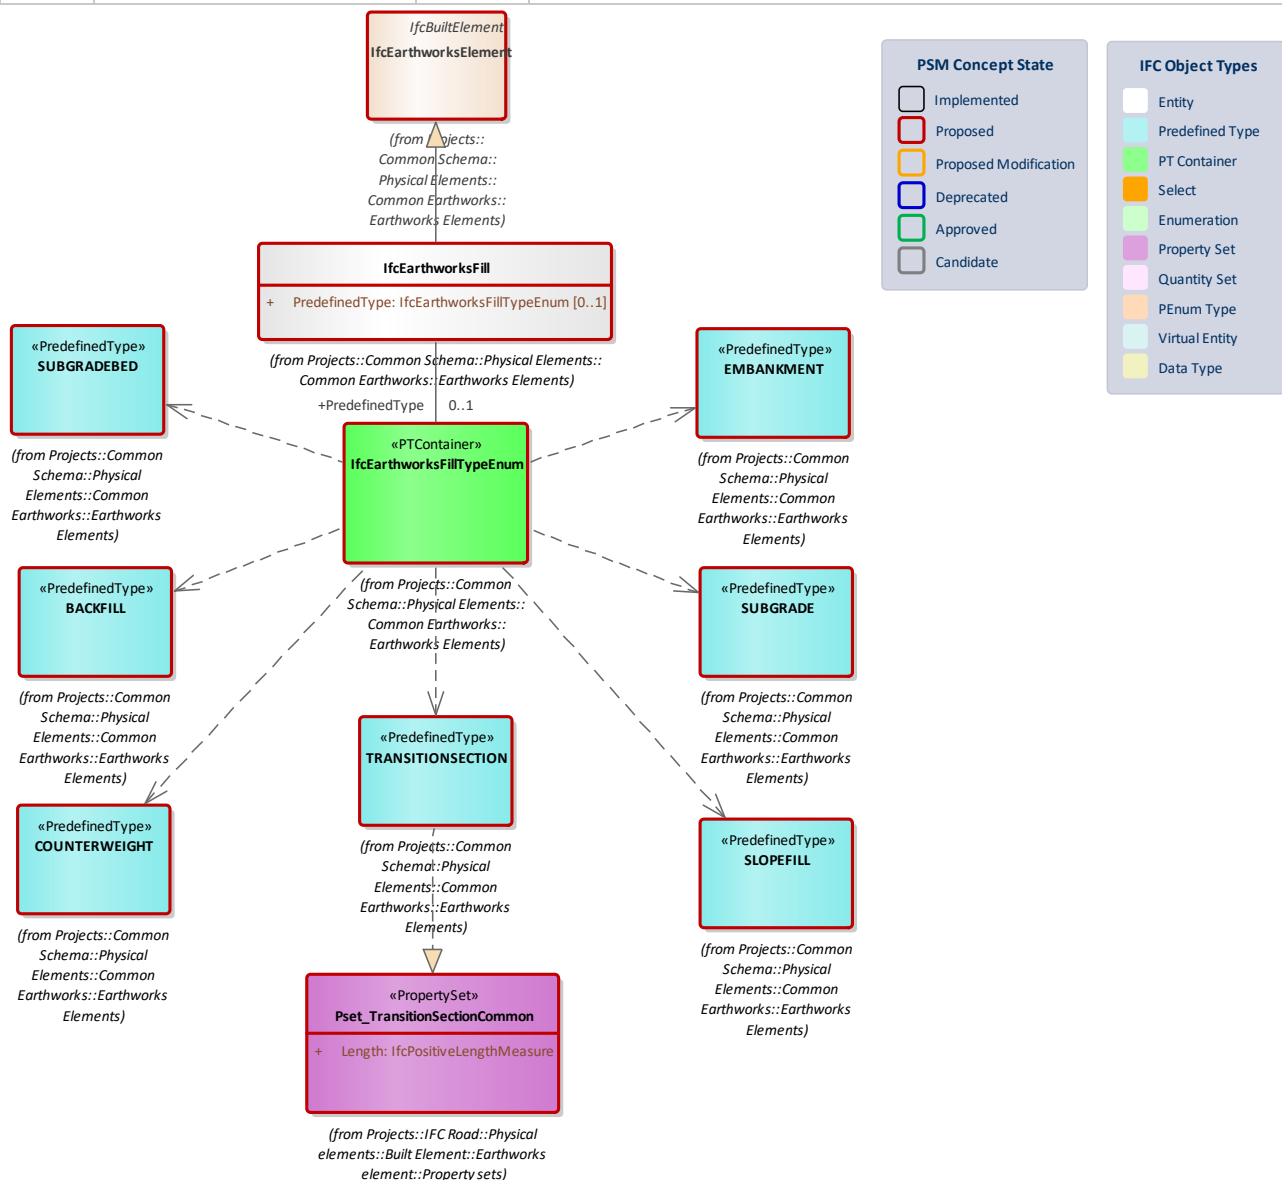 IfcBuiltElement
IfcEarthworksElement
(from Projects::
Common Schema::
Physical Elements::
Common Earthworks::
Earthworks Elements)
PSM Concept State
Implemented
Proposed
Proposed Modification
Deprecated
Approved
Candidate
IFC Object Types
Entity
Predefined Type
PT Container
Select
Enumeration
Property Set
Quantity Set
PEnum Type
Virtual Entity
Data Type
IfcEarthworksFill
+ PredefinedType: IfcEarthworksFillTypeEnum [0..1]
(from Projects::Common Schema::Physical Elements::
Common Earthworks::Earthworks Elements)
+PredefinedType 0..1
«PredefinedType»
SUBGRADEBED
(from Projects::Common
Schema::Physical
Elements::Common
Earthworks::Earthworks
Elements)
«PTContainer»
IfcEarthworksFillTypeEnum
(from Projects::Common
Schema::Physical Elements::
Common Earthworks::
Earthworks Elements)
«PredefinedType»
EMBANKMENT
(from Projects::Common
Schema::Physical
Elements::Common
Earthworks::Earthworks
Elements)
«PredefinedType»
BACKFILL
(from Projects::Common
Schema::Physical
Elements::Common
Earthworks::Earthworks
Elements)
«PredefinedType»
SUBGRADE
(from Projects::Common
Schema::Physical
Elements::Common
Earthworks::Earthworks
Elements)
«PredefinedType»
TRANSITIONSECTION
(from Projects::Common
Schema::Physical
Elements::Common
Earthworks::Earthworks
Elements)
«PredefinedType»
COUNTERWEIGHT
(from Projects::Common
Schema::Physical
Elements::Common
Earthworks::Earthworks
Elements)
«PredefinedType»
SLOPEFILL
(from Projects::Common
Schema::Physical
Elements::Common
Earthworks::Earthworks
Elements)
«PropertySet»
Pset_TransitionSectionCommon
+ Length: IfcPositiveLengthMeasure
(from Projects::IFC Road::Physical
elements::Built Element::Earthworks
element::Property sets)